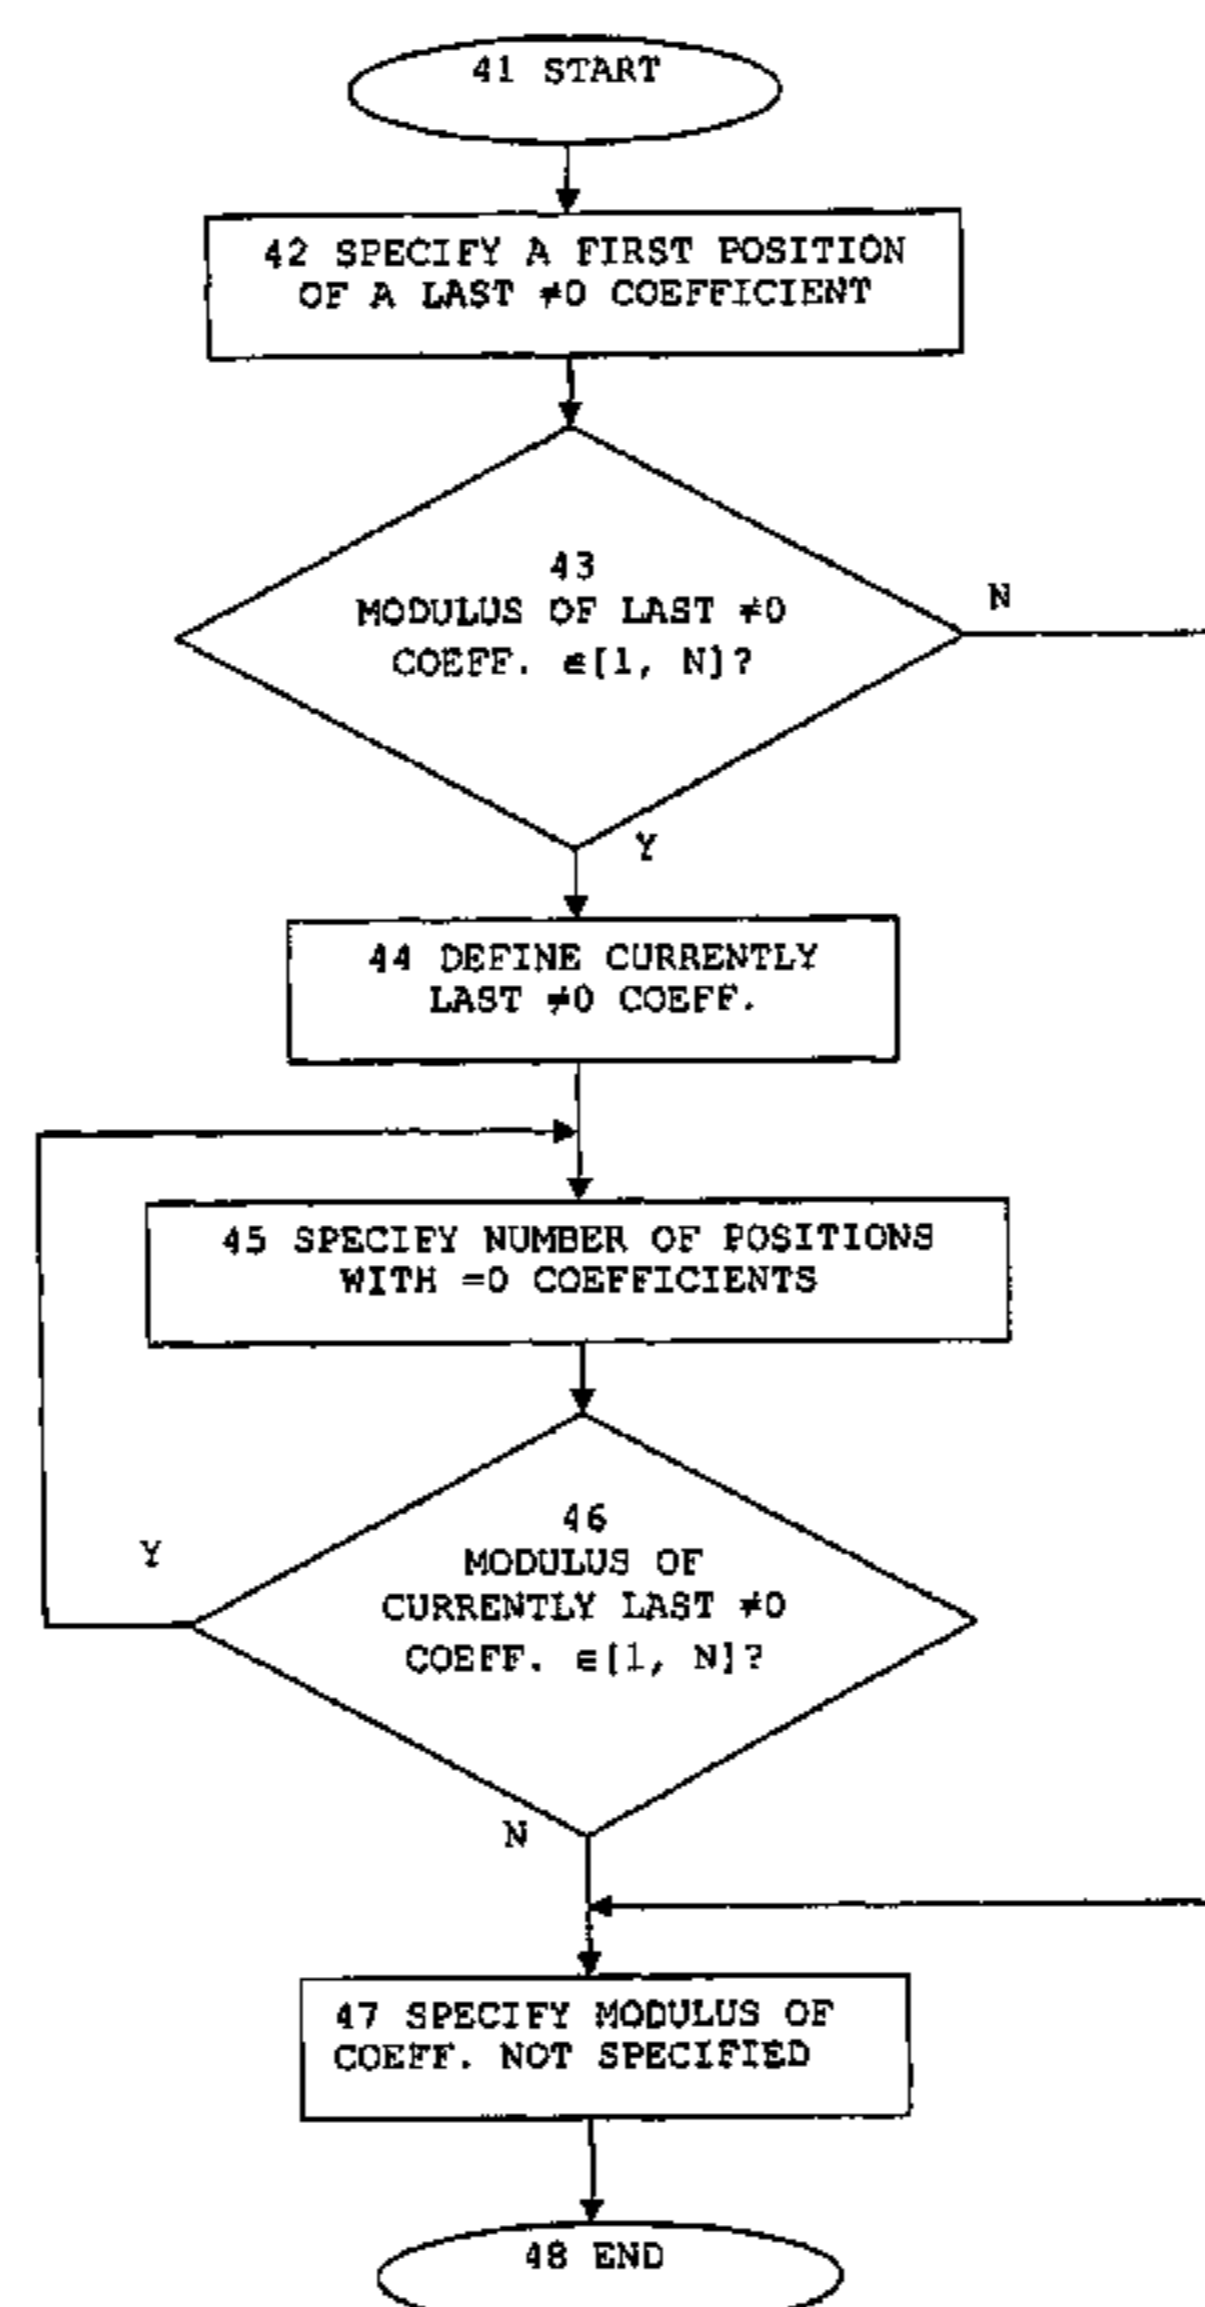 41 START
42 SPECIFY A FIRST POSITION
OF A LAST ≠0 COEFFICIENT
43
MODULUS OF LAST ≠0
COEFF. ∈[1, N]?
N
Y
44 DEFINE CURRENTLY
LAST ≠0 COEFF.
45 SPECIFY NUMBER OF POSITIONS
WITH =0 COEFFICIENTS
46
MODULUS OF
CURRENTLY LAST ≠0
COEFF. ∈[1, N]?
Y
N
47 SPECIFY MODULUS OF
COEFF. NOT SPECIFIED
48 END